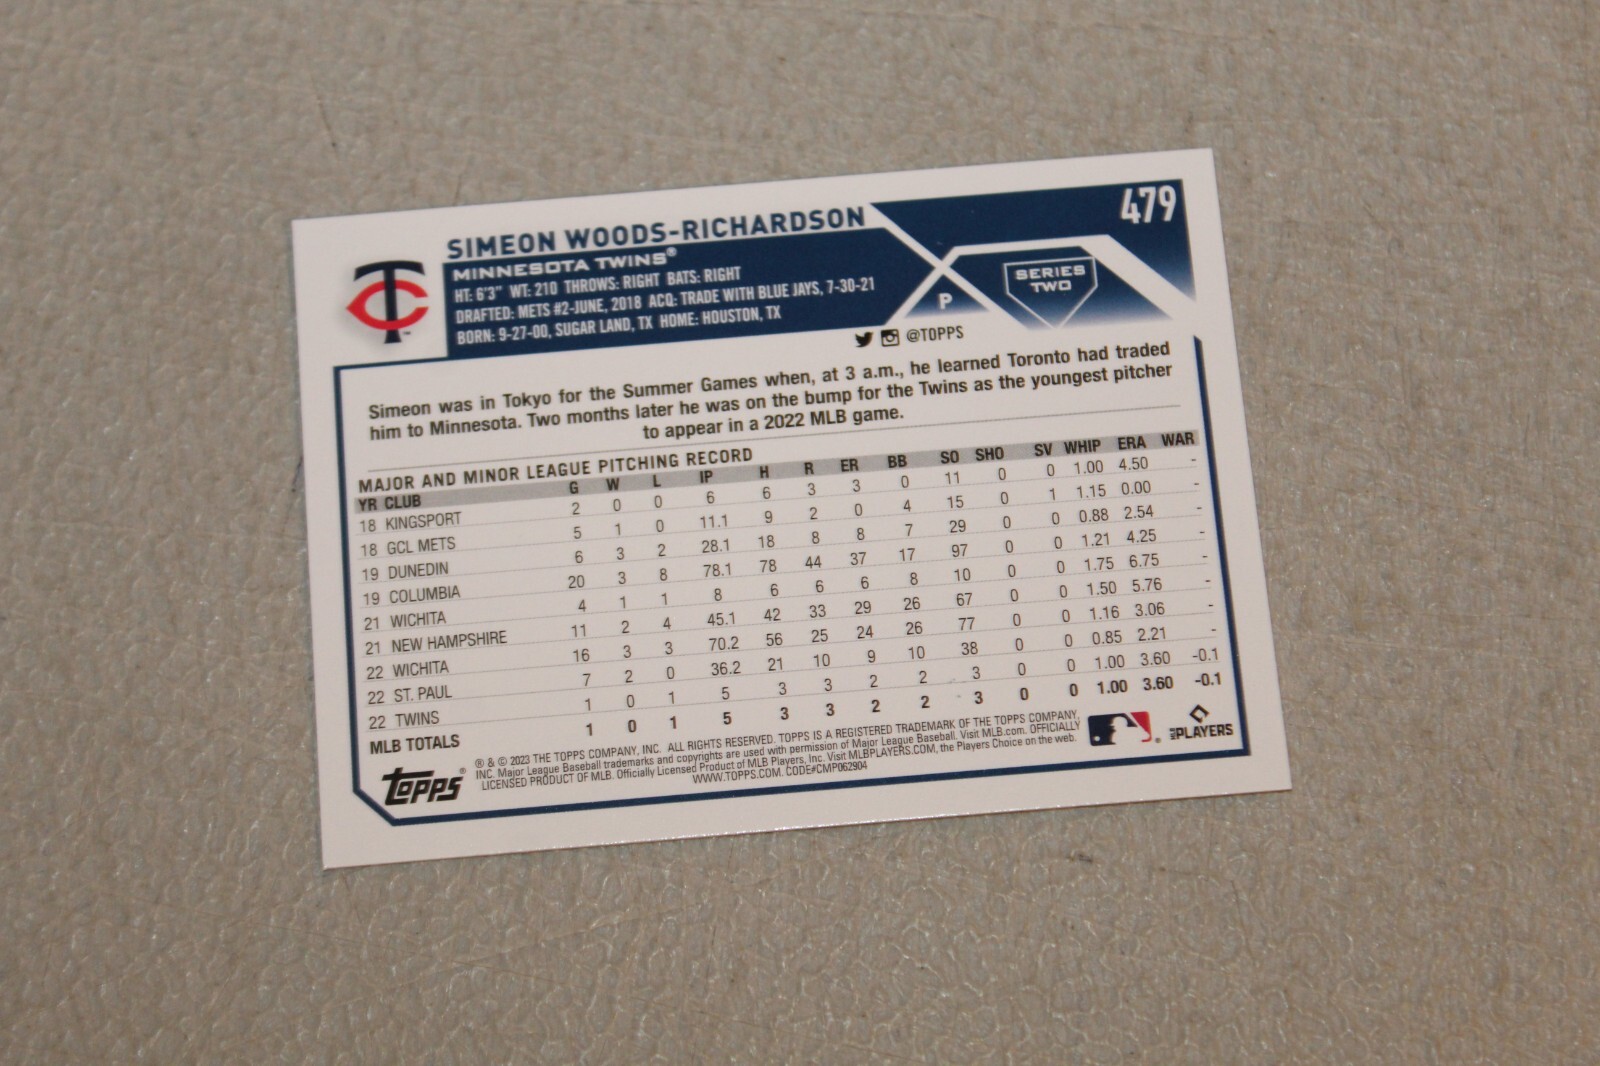 479
SIMEON WOODS-RICHARDSON
MINNESOTA TWINS®
HT: 6'3" WT: 210 THROWS: RIGHT BATS: RIGHT
DRAFTED: METS #2-JUNE, 2018 ACQ: TRADE WITH BLUE JAYS, 7-30-21
BORN: 9-27-00, SUGAR LAND, TX HOME: HOUSTON, TX
P
SERIES
TWO
TC
@TOPPS
Simeon was in Tokyo for the Summer Games when, at 3 a.m., he learned Toronto had traded
him to Minnesota. Two months later he was on the bump for the Twins as the youngest pitcher
to appear in a 2022 MLB game.
MAJOR AND MINOR LEAGUE PITCHING RECORD
YR CLUB G W L IP H R ER BB SO SHO SV WHIP ERA WAR
18 KINGSPORT 2 0 0 6 6 3 3 0 11 0 0 1.00 4.50 -
18 GCL METS 5 1 0 11.1 9 2 0 4 15 0 1 1.15 0.00 -
19 DUNEDIN 6 3 2 28.1 18 8 8 7 29 0 0 0.88 2.54 -
19 COLUMBIA 20 3 8 78.1 78 44 37 17 97 0 0 1.21 4.25 -
21 WICHITA 4 1 1 8 6 6 6 8 10 0 0 1.75 6.75 -
21 NEW HAMPSHIRE 11 2 4 45.1 42 33 29 26 67 0 0 1.50 5.76 -
22 WICHITA 16 3 3 70.2 56 25 24 26 77 0 0 1.16 3.06 -
22 ST. PAUL 7 2 0 36.2 21 10 9 10 38 0 0 0.85 2.21 -
22 TWINS 1 0 1 5 3 3 2 2 3 0 0 1.00 3.60 -0.1
MLB TOTALS 1 0 1 5 3 3 2 2 3 0 0 1.00 3.60 -0.1
topps®
® & © 2023 THE TOPPS COMPANY, INC. ALL RIGHTS RESERVED. TOPPS IS A REGISTERED TRADEMARK OF THE TOPPS COMPANY,
INC. Major League Baseball trademarks and copyrights are used with permission of Major League Baseball. Visit MLB.com. OFFICIALLY
LICENSED PRODUCT OF MLB. Officially Licensed Product of MLB Players, Inc. Visit MLBPLAYERS.COM, the Players Choice on the web.
WWW.TOPPS.COM. CODE#CMP062904
MLB PLAYERS